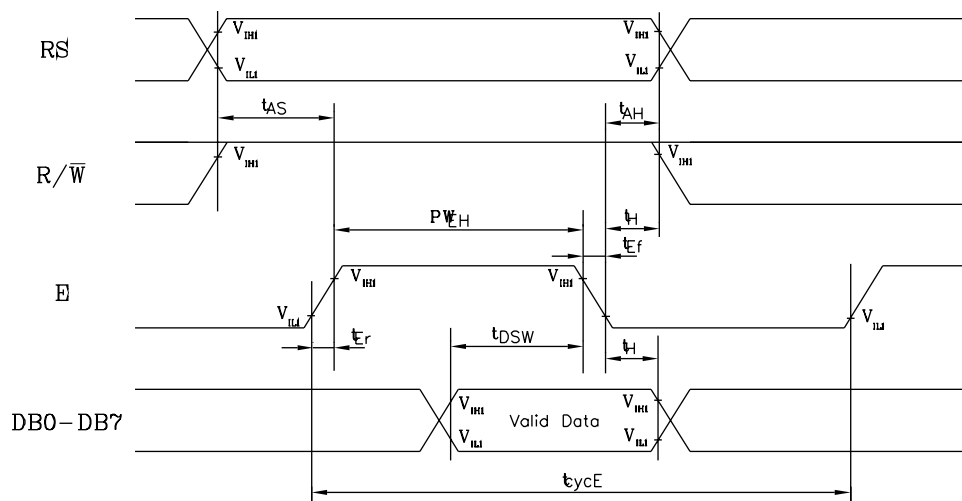 RS
V_IH1
V_IL1
V_IH1
V_IL1
t_AS
t_AH
R/W̅
V_IH1
V_IH1
PW_EH
t_H
t_Ef
E
V_IL1
V_IH1
V_IH1
V_IL1
t_Er
t_DSW
t_H
DB0-DB7
V_IH1
V_IL1
Valid Data
V_IH1
V_IL1
t_cycE